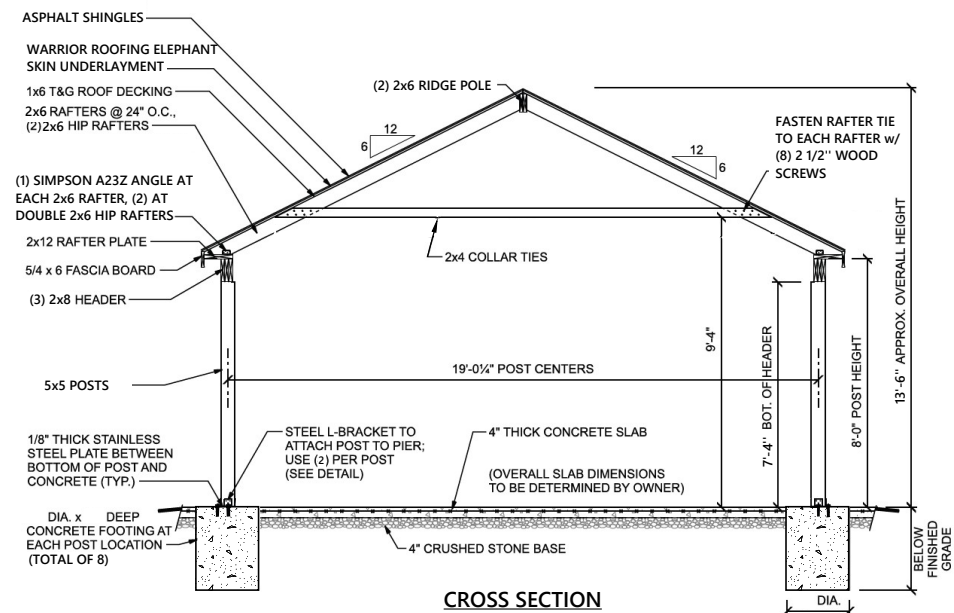 ASPHALT SHINGLES
WARRIOR ROOFING ELEPHANT
SKIN UNDERLAYMENT
1x6 T&G ROOF DECKING
2x6 RAFTERS @ 24" O.C.,
(2)2x6 HIP RAFTERS
(1) SIMPSON A23Z ANGLE AT
EACH 2x6 RAFTER, (2) AT
DOUBLE 2x6 HIP RAFTERS
2x12 RAFTER PLATE
5/4 x 6 FASCIA BOARD
(3) 2x8 HEADER
5x5 POSTS
1/8" THICK STAINLESS
STEEL PLATE BETWEEN
BOTTOM OF POST AND
CONCRETE (TYP.)
DIA. x DEEP
CONCRETE FOOTING AT
EACH POST LOCATION
(TOTAL OF 8)
(2) 2x6 RIDGE POLE
12
6
12
6
FASTEN RAFTER TIE
TO EACH RAFTER w/
(8) 2 1/2'' WOOD
SCREWS
2x4 COLLAR TIES
19'-0¼" POST CENTERS
STEEL L-BRACKET TO
ATTACH POST TO PIER;
USE (2) PER POST
(SEE DETAIL)
4" THICK CONCRETE SLAB
(OVERALL SLAB DIMENSIONS
TO BE DETERMINED BY OWNER)
4" CRUSHED STONE BASE
9'-4"
7'-4'' BOT. OF HEADER
8'-0" POST HEIGHT
13'-6" APPROX. OVERALL HEIGHT
BELOW
FINISHED
GRADE
DIA.
CROSS SECTION